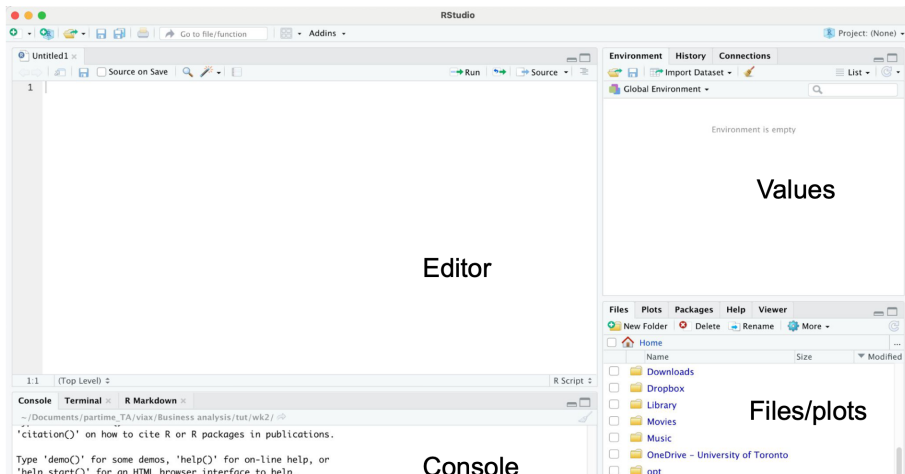 RStudio
Go to file/function
Addins
Project: (None)
Untitled1
Source on Save
Run
Source
1
Editor
1:1
(Top Level)
R Script
Console Terminal R Markdown
~/Documents/partime_TA/viax/Business analysis/tut/wk2/
'citation()' on how to cite R or R packages in publications.
Type 'demo()' for some demos, 'help()' for on-line help, or
'help.start()' for an HTML browser interface to help.
Console
Environment History Connections
Import Dataset
List
Global Environment
Environment is empty
Values
Files Plots Packages Help Viewer
New Folder Delete Rename More
Home
...
Name Size Modified
Downloads
Dropbox
Library
Movies
Music
OneDrive – University of Toronto
opt
Files/plots